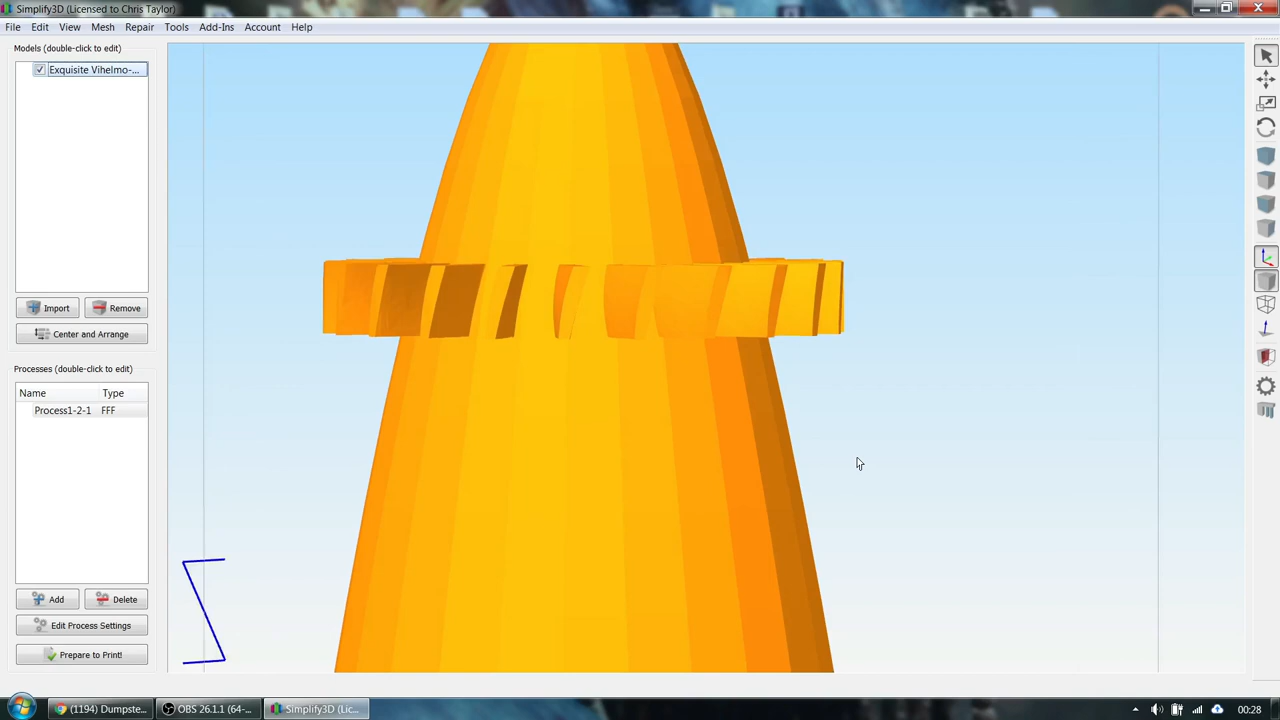 Simplify3D (Licensed to Chris Taylor)
File Edit View Mesh Repair Tools Add-Ins Account Help
Models (double-click to edit)
Exquisite Vihelmo-...
Import Remove
Center and Arrange
Processes (double-click to edit)
Name Type
Process1-2-1 FFF
Add Delete
Edit Process Settings
Prepare to Print!
(1194) Dumpste... OBS 26.1.1 (64-... Simplify3D (Lic... 00:28